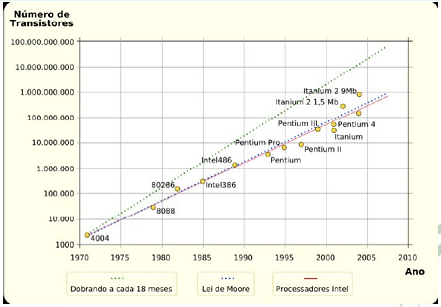 Número de
Transistores
100.000.000.000
10.000.000.000
1.000.000.000
100.000.000
10.000.000
1.000.000
100.000
10.000
1000
Itanium 2 9Mb
Itanium 2 1,5 Mb
Pentium III
Pentium 4
Itanium
Pentium Pro
Pentium II
Pentium
Intel486
80286
Intel386
8088
4004
1970
1975
1980
1985
1990
1995
2000
2005
2010
Ano
Dobrando a cada 18 meses
Lei de Moore
Processadores Intel